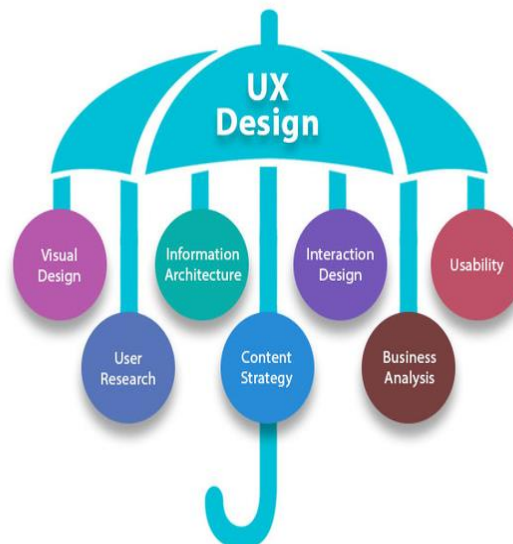 UX
Design
Visual
Design
Information
Architecture
Interaction
Design
Usability
User
Research
Content
Strategy
Business
Analysis